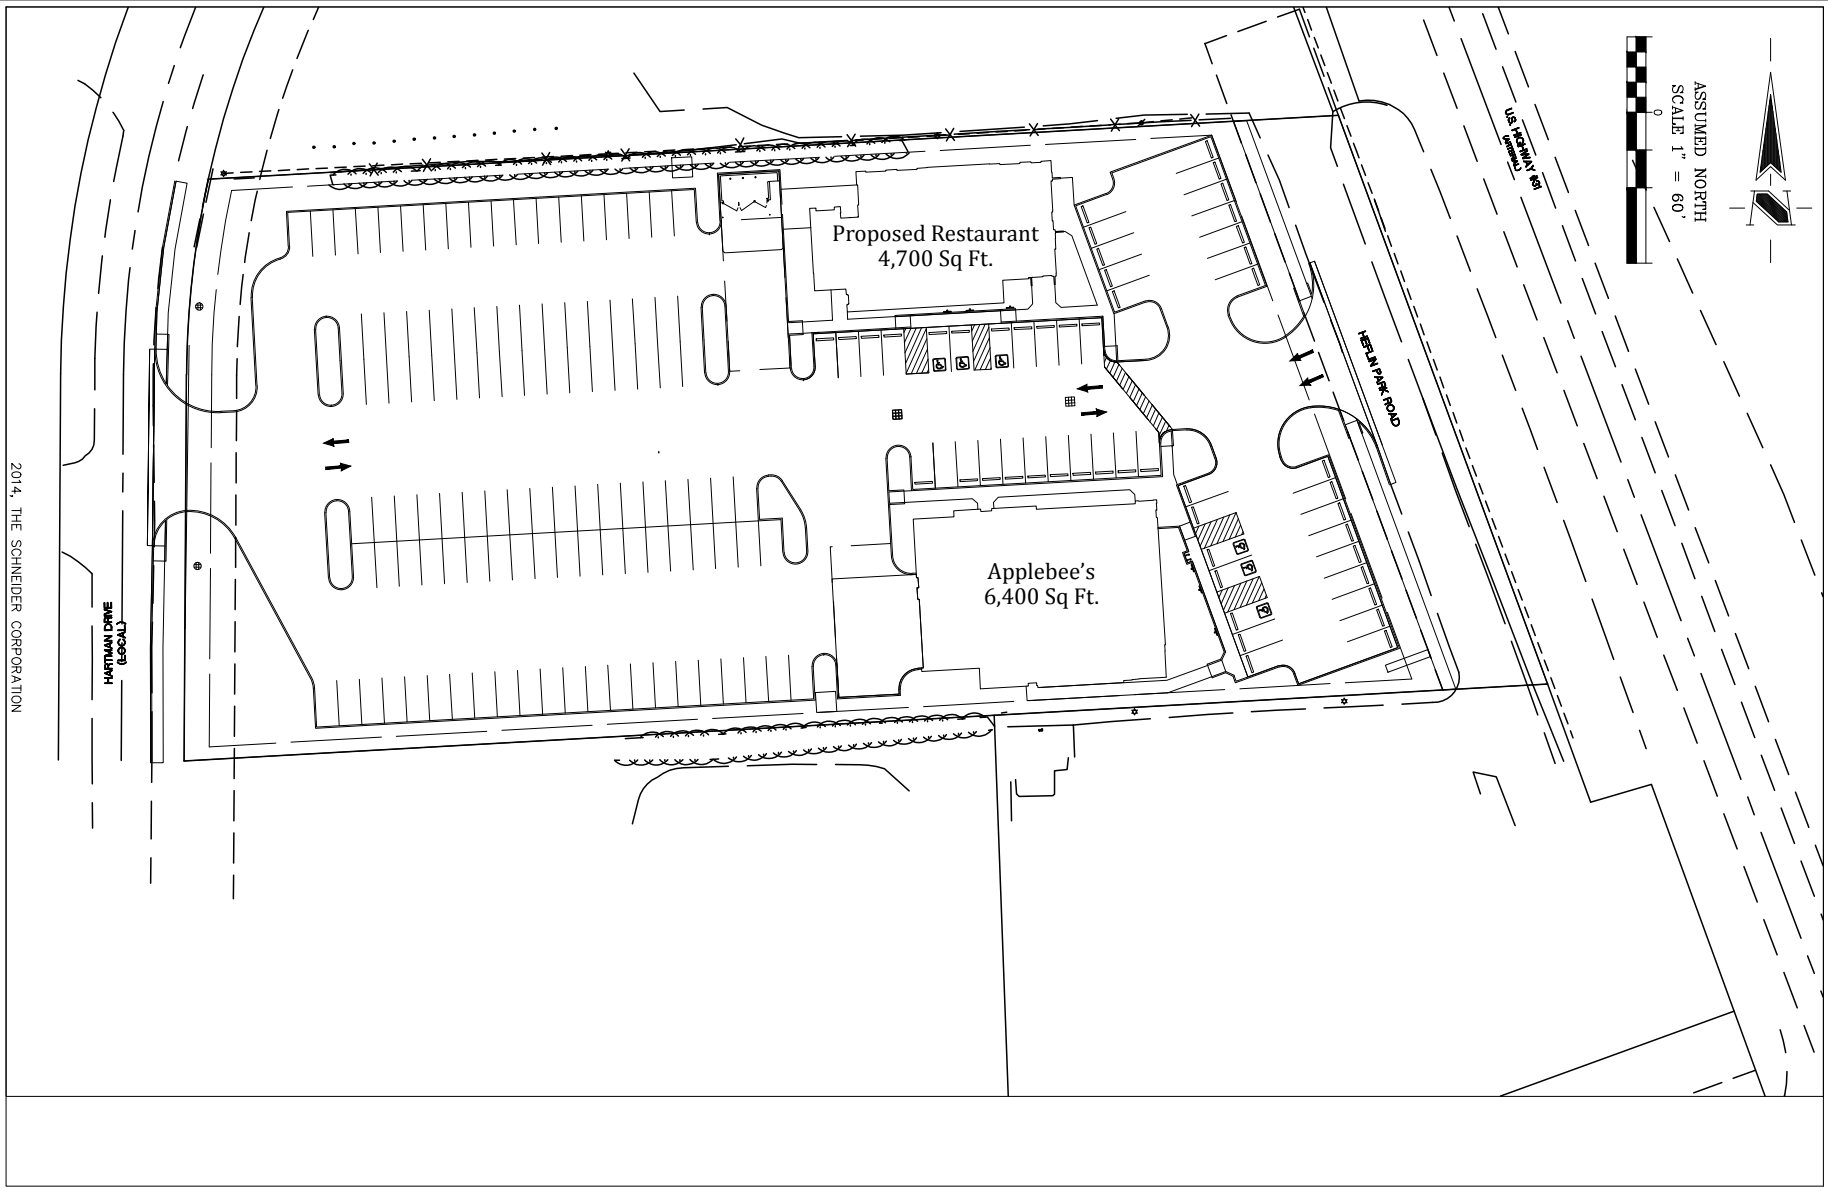 ASSUMED NORTH
SCALE 1" = 60'
0
N
U.S. HIGHWAY #31
(ARTERIAL)
HEFLIN PARK ROAD
Proposed Restaurant
4,700 Sq Ft.
Applebee's
6,400 Sq Ft.
HARTMAN DRIVE
(LOCAL)
2014, THE SCHNEIDER CORPORATION